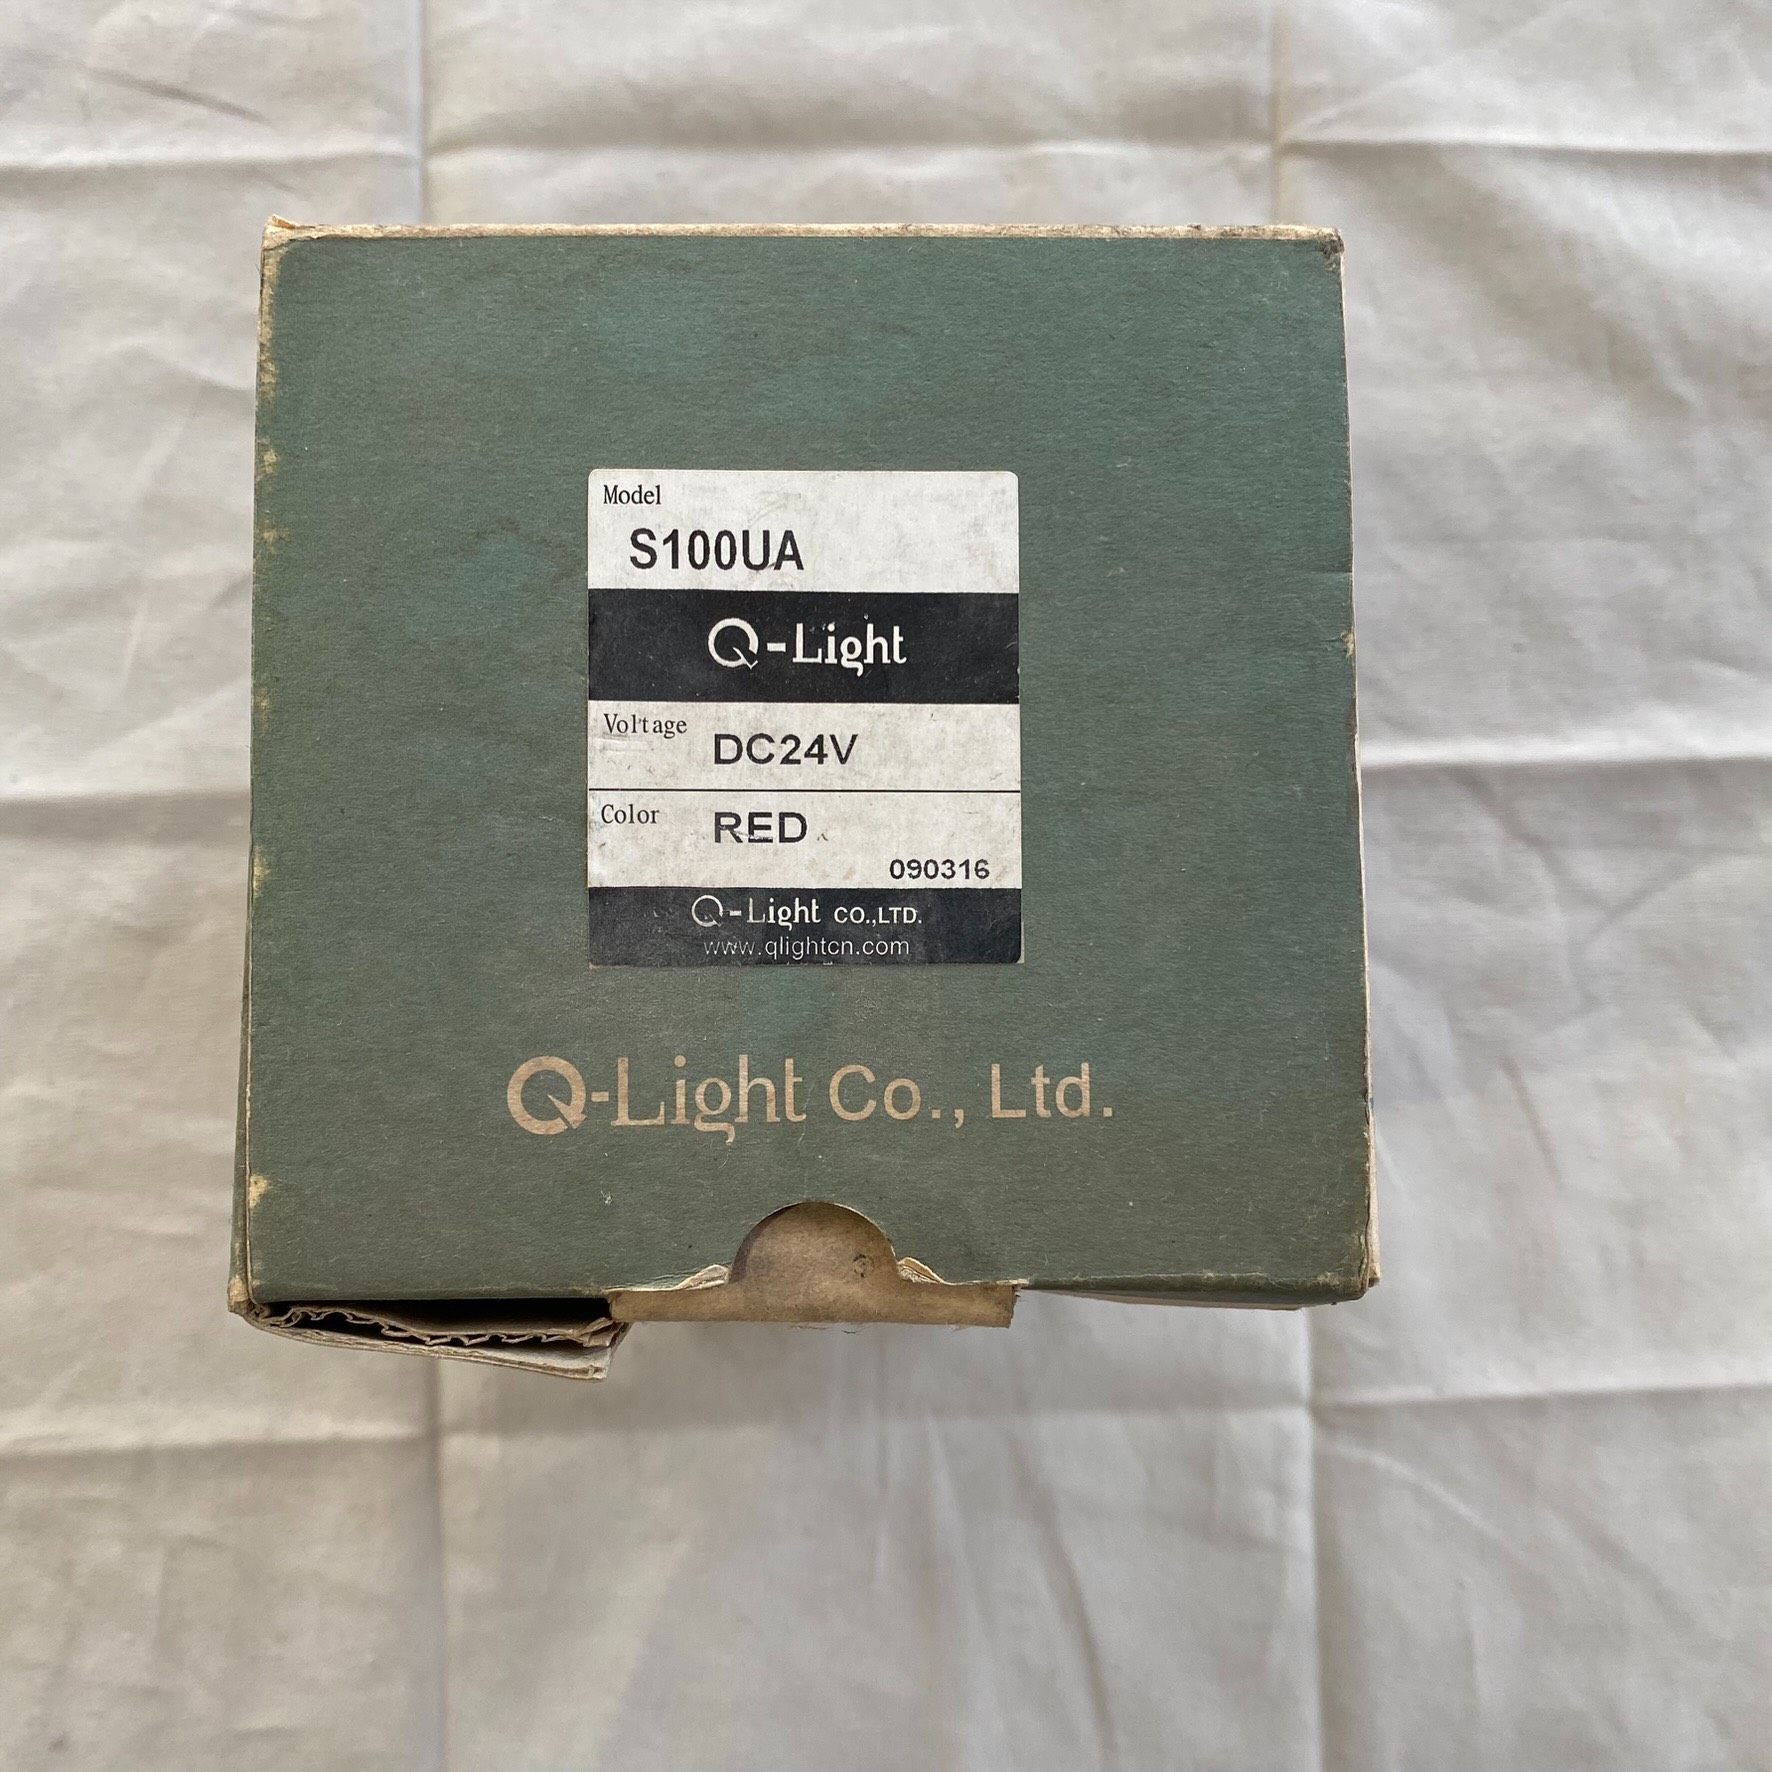 Model
S100UA
Q-Light
Voltage DC24V
Color RED
090316
Q-Light CO.,LTD.
www.qlightcn.com
Q-Light Co., Ltd.